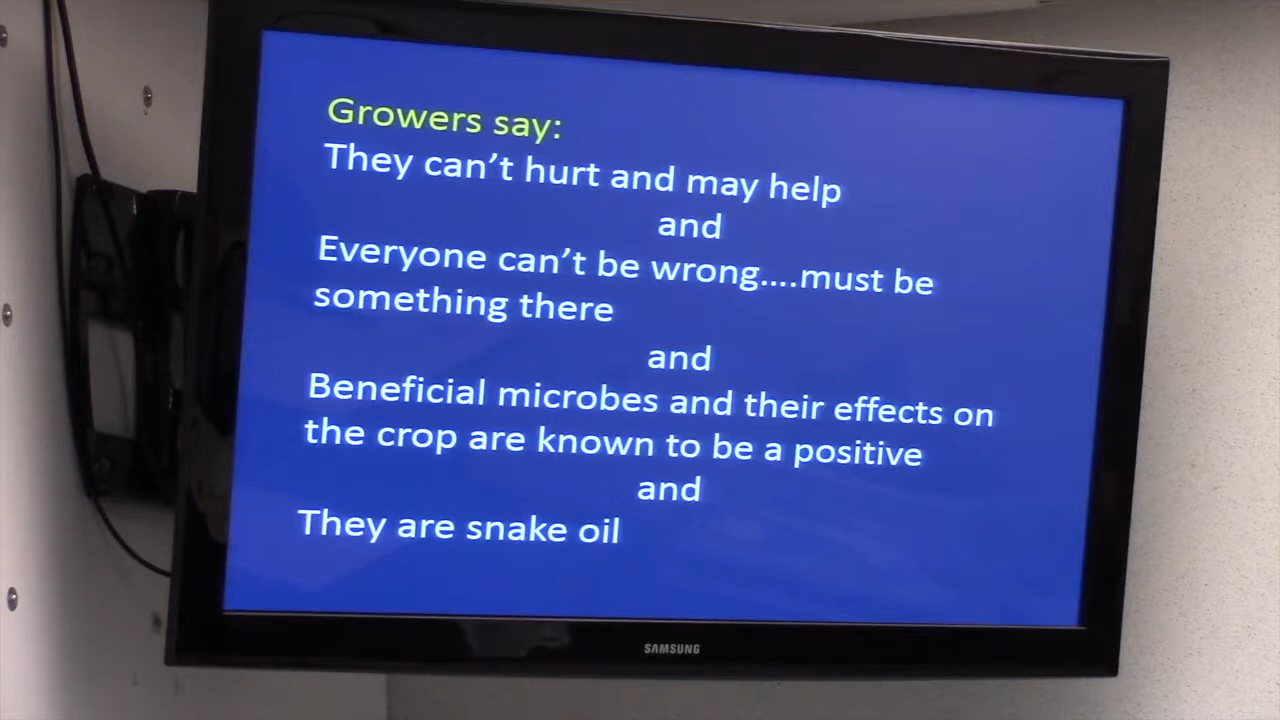 Growers say:
They can’t hurt and may help
and
Everyone can’t be wrong....must be
something there
and
Beneficial microbes and their effects on
the crop are known to be a positive
and
They are snake oil
SAMSUNG